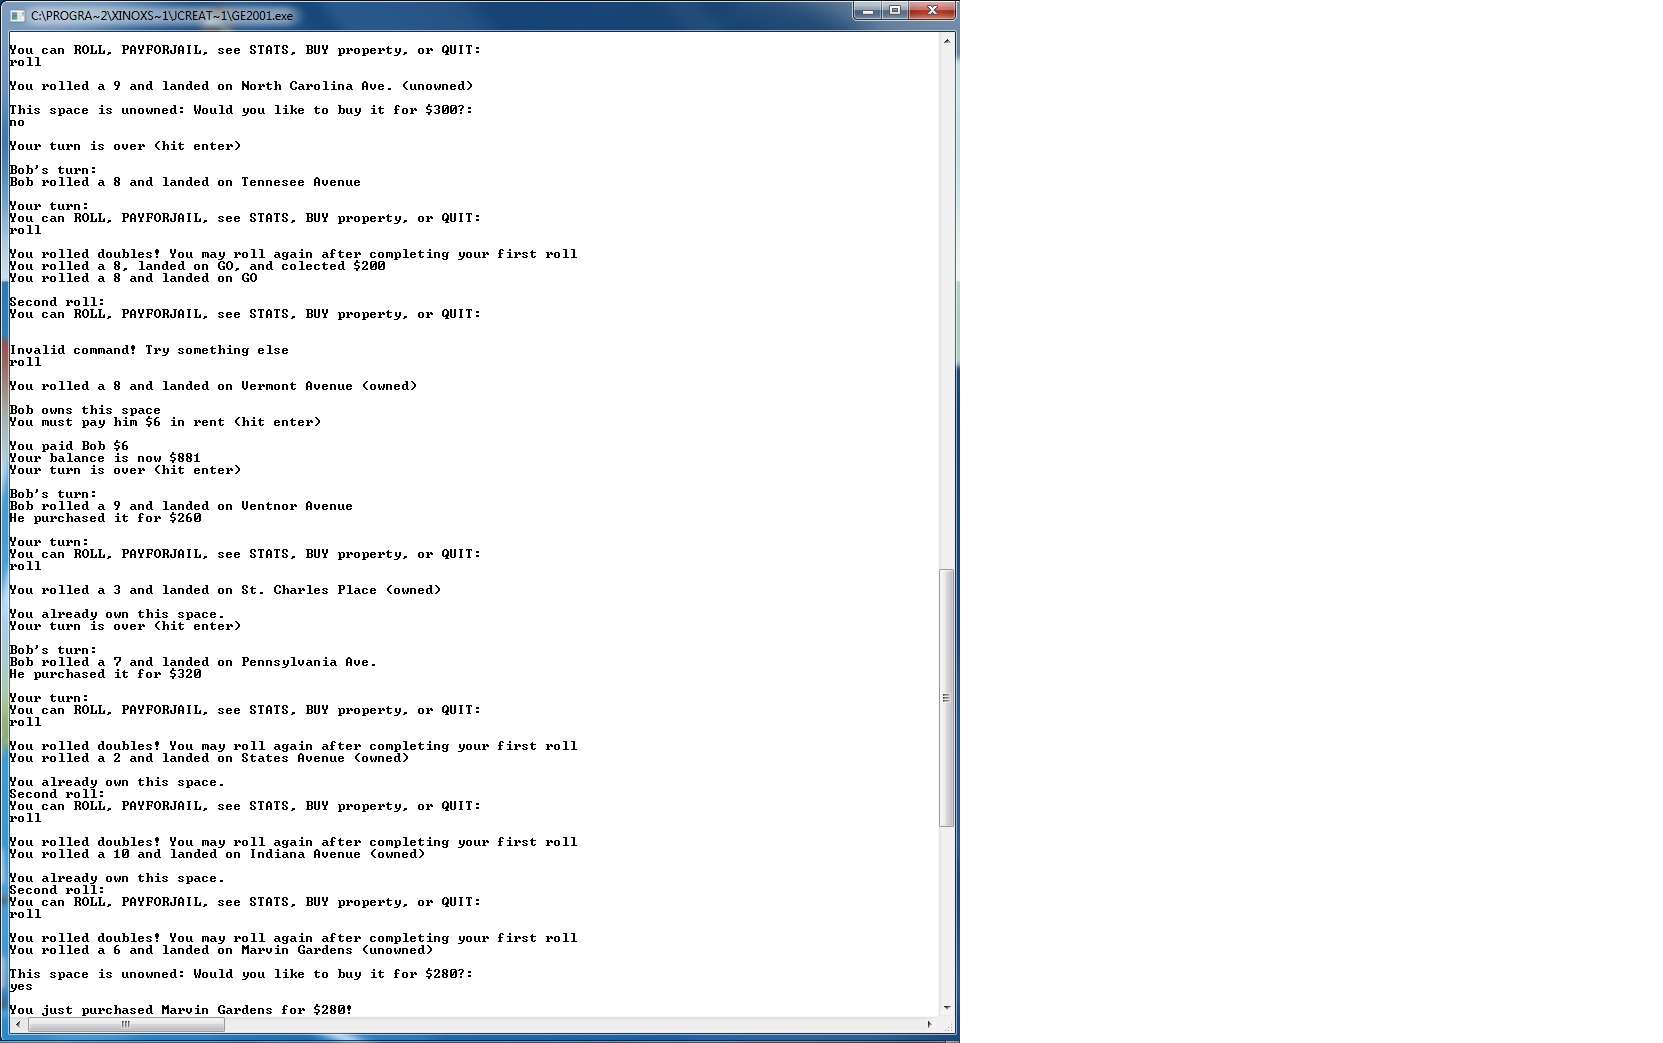 C:\PROGRA~2\XINOXS~1\JCREAT~1\GE2001.exe
You can ROLL, PAYFORJAIL, see STATS, BUY property, or QUIT:
roll
You rolled a 9 and landed on North Carolina Ave. (unowned)
This space is unowned: Would you like to buy it for $300?:
no
Your turn is over (hit enter)
Bob's turn:
Bob rolled a 8 and landed on Tennesee Avenue
Your turn:
You can ROLL, PAYFORJAIL, see STATS, BUY property, or QUIT:
roll
You rolled doubles! You may roll again after completing your first roll
You rolled a 8, landed on GO, and colected $200
You rolled a 8 and landed on GO
Second roll:
You can ROLL, PAYFORJAIL, see STATS, BUY property, or QUIT:
Invalid command! Try something else
roll
You rolled a 8 and landed on Vermont Avenue (owned)
Bob owns this space
You must pay him $6 in rent (hit enter)
You paid Bob $6
Your balance is now $881
Your turn is over (hit enter)
Bob's turn:
Bob rolled a 9 and landed on Ventnor Avenue
He purchased it for $260
Your turn:
You can ROLL, PAYFORJAIL, see STATS, BUY property, or QUIT:
roll
You rolled a 3 and landed on St. Charles Place (owned)
You already own this space.
Your turn is over (hit enter)
Bob's turn:
Bob rolled a 7 and landed on Pennsylvania Ave.
He purchased it for $320
Your turn:
You can ROLL, PAYFORJAIL, see STATS, BUY property, or QUIT:
roll
You rolled doubles! You may roll again after completing your first roll
You rolled a 2 and landed on States Avenue (owned)
You already own this space.
Second roll:
You can ROLL, PAYFORJAIL, see STATS, BUY property, or QUIT:
roll
You rolled doubles! You may roll again after completing your first roll
You rolled a 10 and landed on Indiana Avenue (owned)
You already own this space.
Second roll:
You can ROLL, PAYFORJAIL, see STATS, BUY property, or QUIT:
roll
You rolled doubles! You may roll again after completing your first roll
You rolled a 6 and landed on Marvin Gardens (unowned)
This space is unowned: Would you like to buy it for $280?:
yes
You just purchased Marvin Gardens for $280!